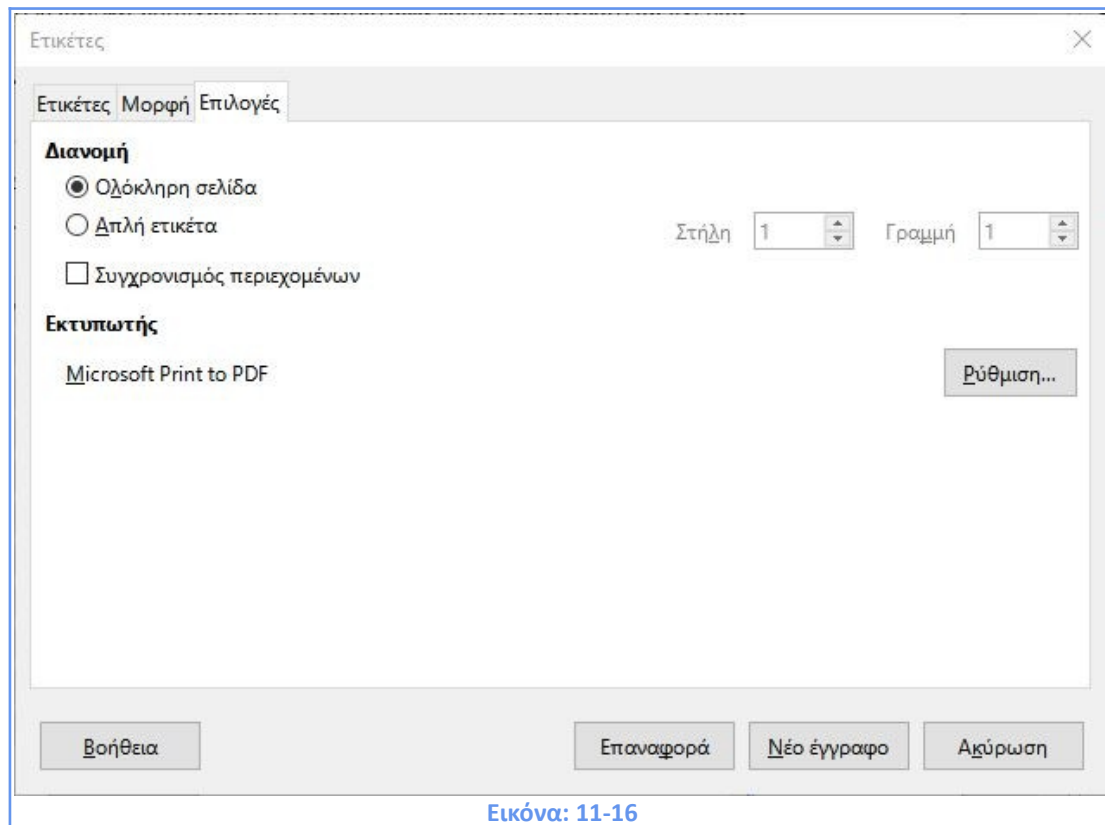 Ετικέτες
Ετικέτες Μορφή Επιλογές
Διανομή
Ολόκληρη σελίδα
Απλή ετικέτα
Στήλη 1 Γραμμή 1
Συγχρονισμός περιεχομένων
Εκτυπωτής
Microsoft Print to PDF
Ρύθμιση...
Βοήθεια Επαναφορά Νέο έγγραφο Ακύρωση
Εικόνα: 11-16